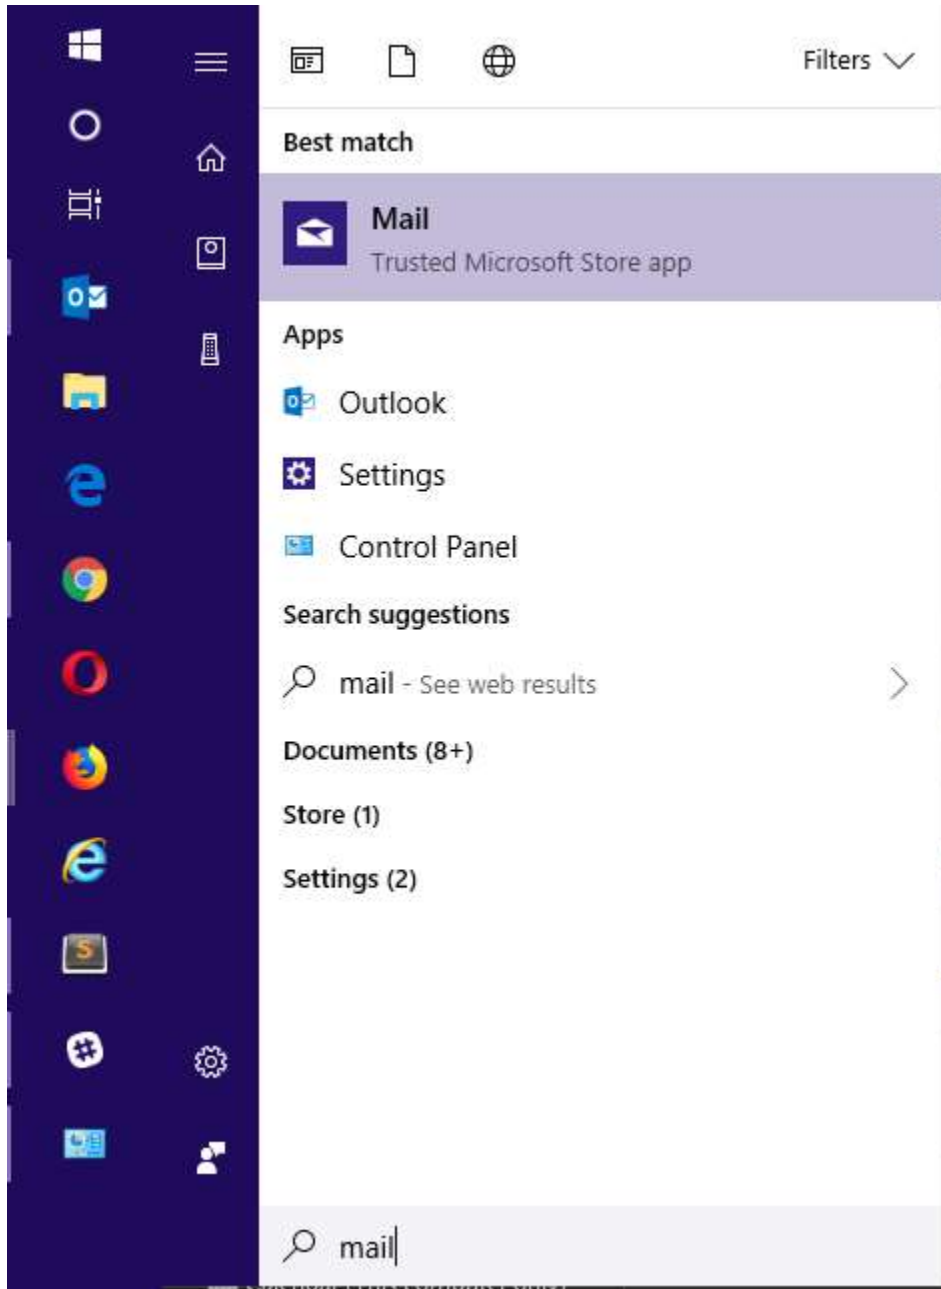 Filters
Best match
Mail
Trusted Microsoft Store app
Apps
Outlook
Settings
Control Panel
Search suggestions
mail - See web results
Documents (8+)
Store (1)
Settings (2)
mail